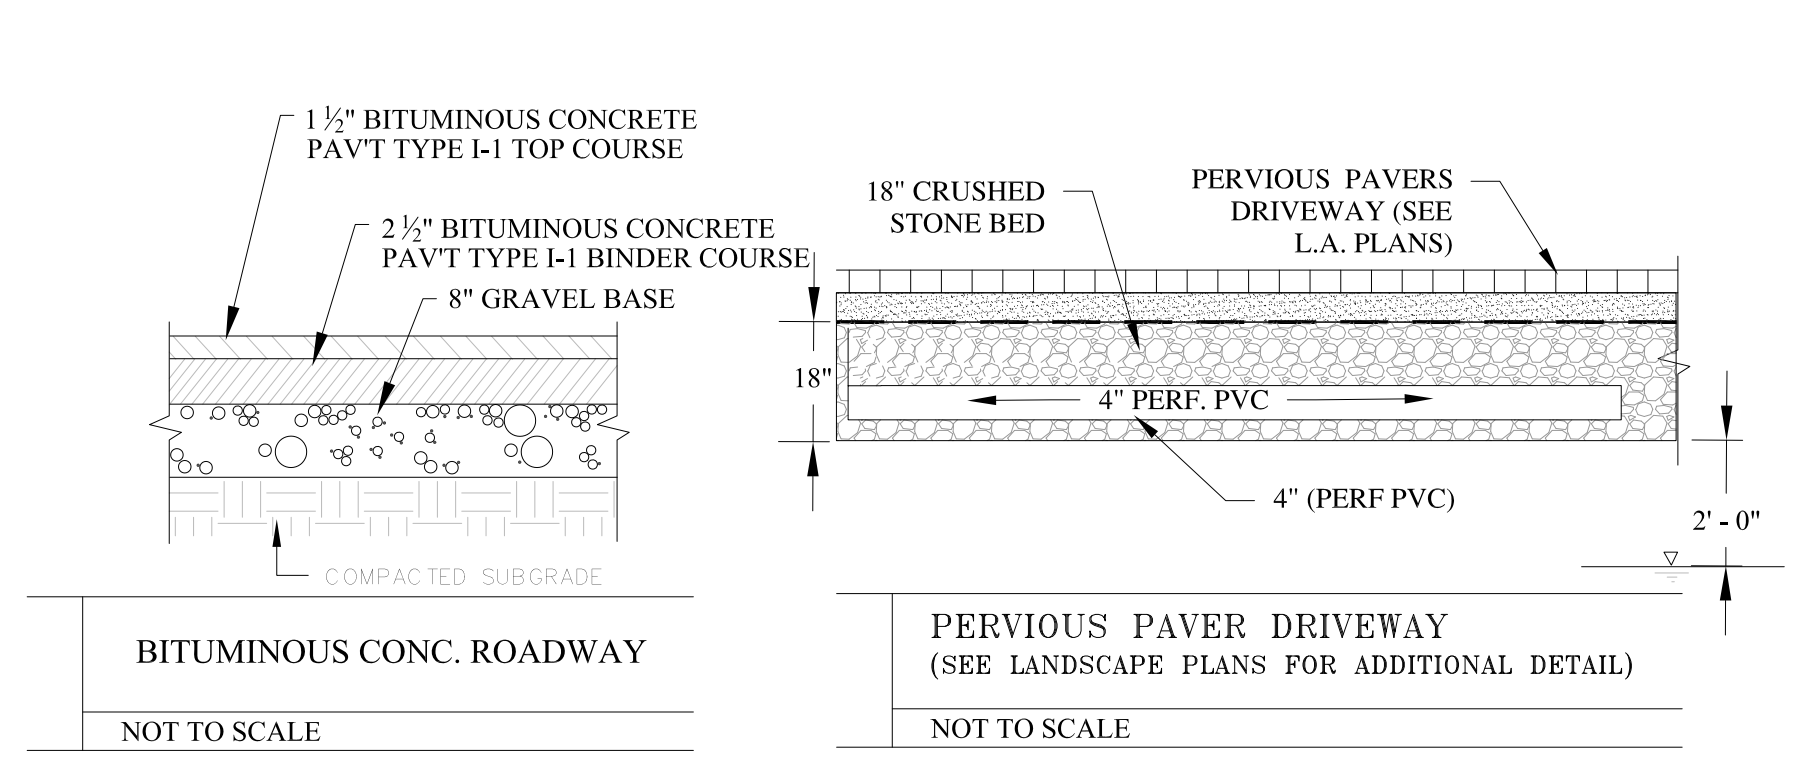 1 ½" BITUMINOUS CONCRETE
PAV'T TYPE I-1 TOP COURSE
2 ½" BITUMINOUS CONCRETE
PAV'T TYPE I-1 BINDER COURSE
8" GRAVEL BASE
COMPACTED SUBGRADE
BITUMINOUS CONC. ROADWAY
NOT TO SCALE
18" CRUSHED
STONE BED
PERVIOUS PAVERS
DRIVEWAY (SEE
L.A. PLANS)
18"
4" PERF. PVC
4" (PERF PVC)
2' - 0"
PERVIOUS PAVER DRIVEWAY
(SEE LANDSCAPE PLANS FOR ADDITIONAL DETAIL)
NOT TO SCALE